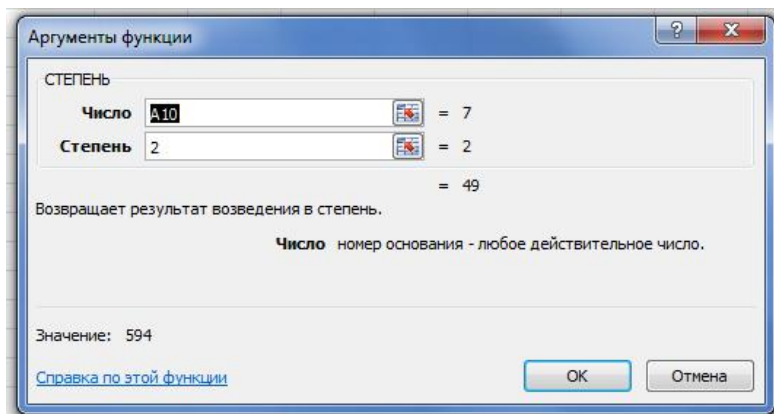 Аргументы функции
СТЕПЕНЬ
Число A10 = 7
Степень 2 = 2
= 49
Возвращает результат возведения в степень.
Число номер основания - любое действительное число.
Значение: 594
Справка по этой функции
ОК
Отмена